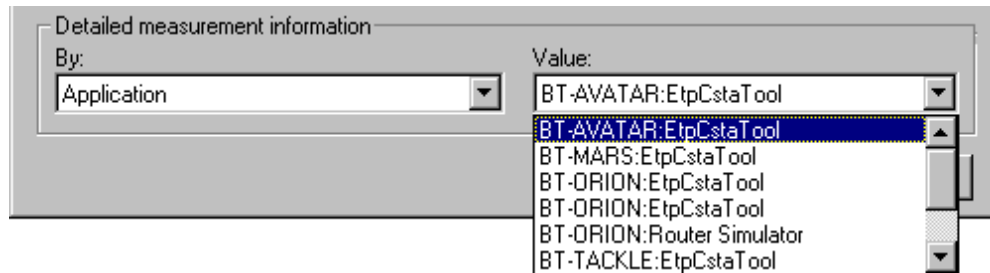 Detailed measurement information
By:
Value:
Application
BT-AVATAR:EtpCstaTool
BT-AVATAR:EtpCstaTool
BT-MARS:EtpCstaTool
BT-ORION:EtpCstaTool
BT-ORION:EtpCstaTool
BT-ORION:Router Simulator
BT-TACKLE:EtpCstaTool